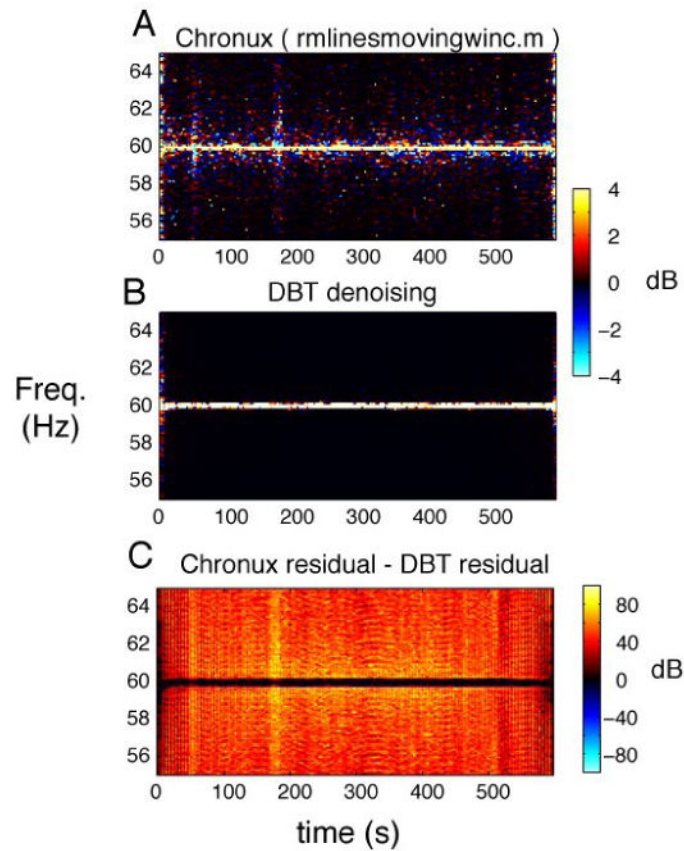 A
Chronux ( rmlinesmovingwinc.m )
64
62
60
58
56
0 100 200 300 400 500
4
2
0
−2
−4
dB
B
DBT denoising
64
62
60
58
56
0 100 200 300 400 500
Freq.
(Hz)
C
Chronux residual - DBT residual
64
62
60
58
56
0 100 200 300 400 500
80
40
0
−40
−80
dB
time (s)